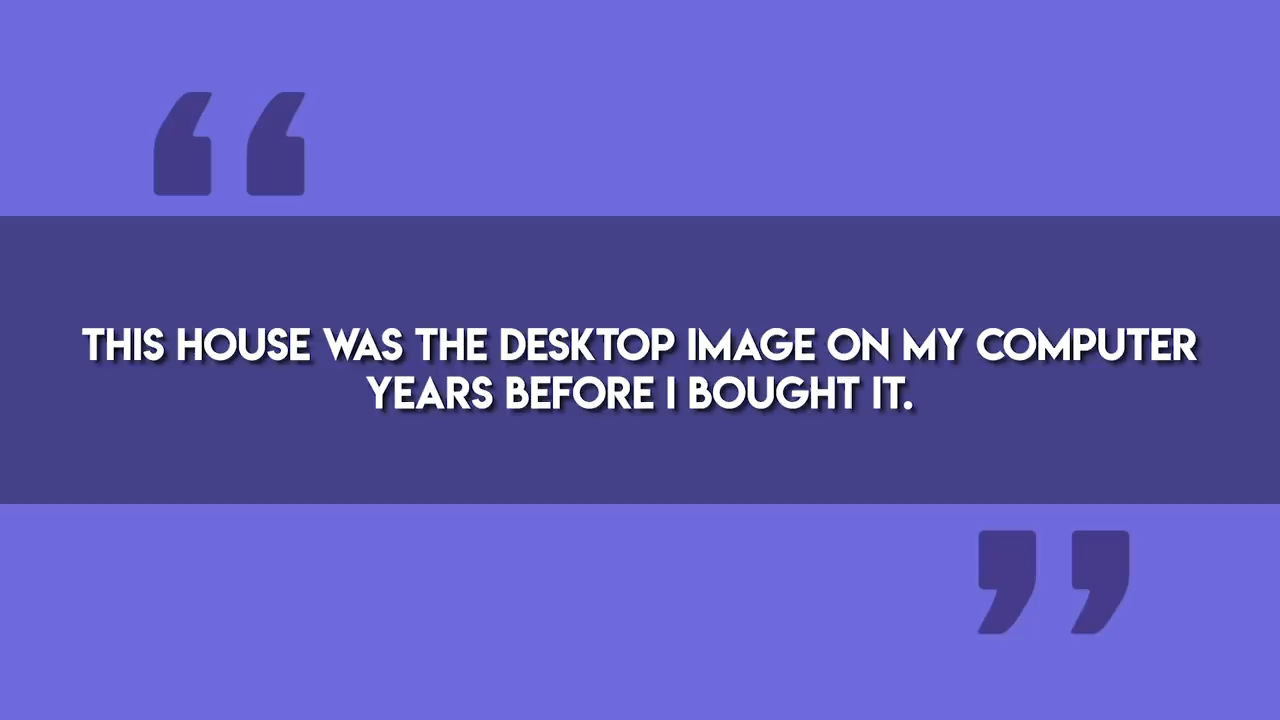 “
THIS HOUSE WAS THE DESKTOP IMAGE ON MY COMPUTER
YEARS BEFORE I BOUGHT IT.
”